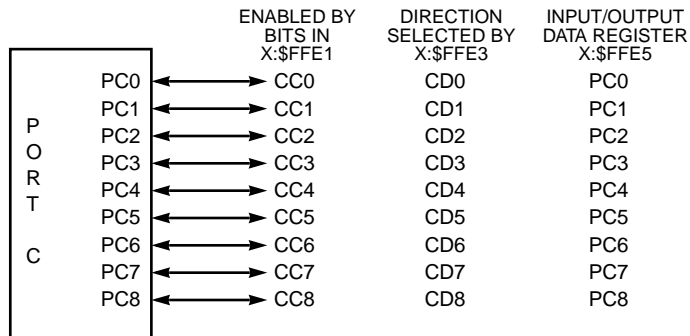 ENABLED BY DIRECTION INPUT/OUTPUT
BITS IN SELECTED BY DATA REGISTER
X:$FFE1 X:$FFE3 X:$FFE5
PORT C
PC0 CC0 CD0 PC0
PC1 CC1 CD1 PC1
PC2 CC2 CD2 PC2
PC3 CC3 CD3 PC3
PC4 CC4 CD4 PC4
PC5 CC5 CD5 PC5
PC6 CC6 CD6 PC6
PC7 CC7 CD7 PC7
PC8 CC8 CD8 PC8